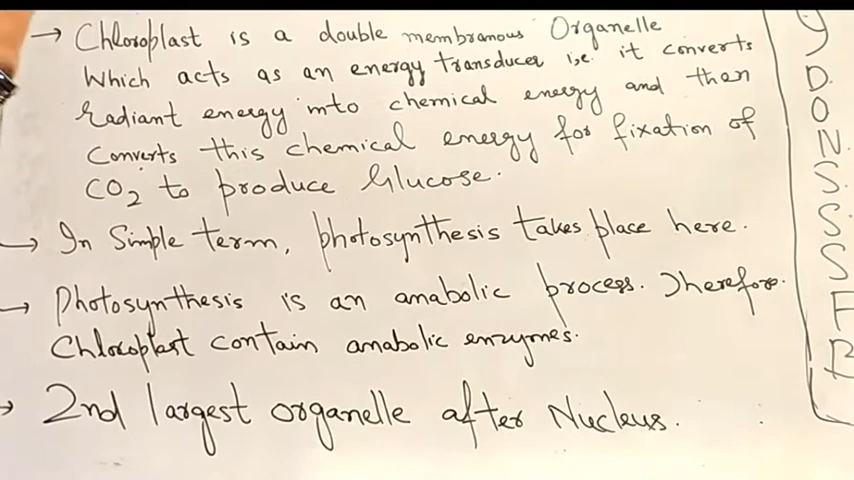 → Chloroplast is a double membranous Organelle
Which acts as an energy transducer i,e. it converts
radiant energy into chemical energy and then
Converts this chemical energy for fixation of
CO2 to produce Glucose.
→ In Simple term, photosynthesis takes place here.
→ Photosynthesis is an anabolic process. Therefore.
Chloroplast contain anabolic enzymes.
→ 2nd largest organelle after Nucleus.
D.
O
N.
S.
S.
S
F